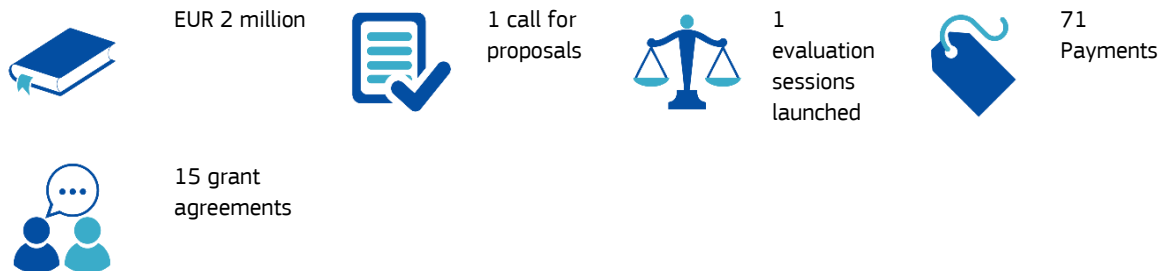 EUR 2 million
1 call for
proposals
1
evaluation
sessions
launched
71
Payments
15 grant
agreements